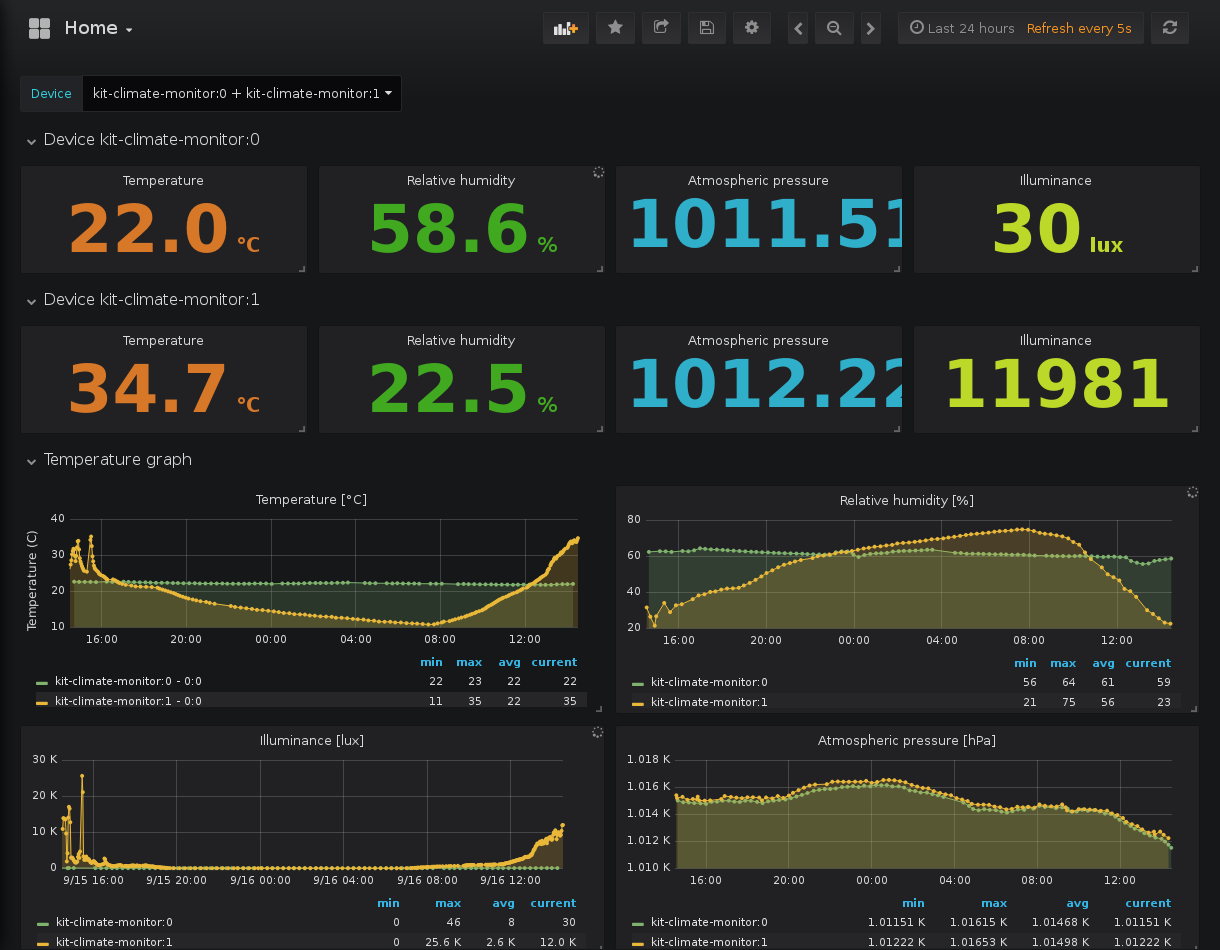 Home
Last 24 hours Refresh every 5s
Device kit-climate-monitor:0 + kit-climate-monitor:1
Device kit-climate-monitor:0
Temperature Relative humidity Atmospheric pressure Illuminance
22.0 °C 58.6 % 1011.51 30 lux
Device kit-climate-monitor:1
Temperature Relative humidity Atmospheric pressure Illuminance
34.7 °C 22.5 % 1012.22 11981
Temperature graph
Temperature [°C]
Temperature (C)
40
30
20
10
16:00 20:00 00:00 04:00 08:00 12:00
min max avg current
kit-climate-monitor:0 - 0:0 22 23 22 22
kit-climate-monitor:1 - 0:0 11 35 22 35
Relative humidity [%]
80
60
40
20
16:00 20:00 00:00 04:00 08:00 12:00
min max avg current
kit-climate-monitor:0 56 64 61 59
kit-climate-monitor:1 21 75 56 23
Illuminance [lux]
30 K
20 K
10 K
0
9/15 16:00 9/15 20:00 9/16 00:00 9/16 04:00 9/16 08:00 9/16 12:00
min max avg current
kit-climate-monitor:0 0 46 8 30
kit-climate-monitor:1 0 25.6 K 2.6 K 12.0 K
Atmospheric pressure [hPa]
1.018 K
1.016 K
1.014 K
1.012 K
1.010 K
16:00 20:00 00:00 04:00 08:00 12:00
min max avg current
kit-climate-monitor:0 1.01151 K 1.01615 K 1.01468 K 1.01151 K
kit-climate-monitor:1 1.01222 K 1.01653 K 1.01498 K 1.01222 K